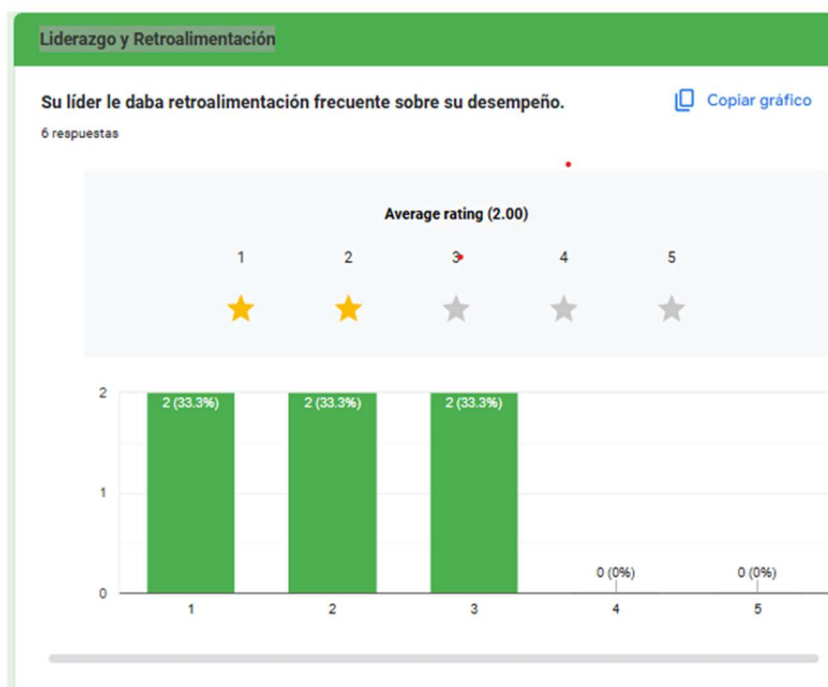 Liderazgo y Retroalimentación
Su líder le daba retroalimentación frecuente sobre su desempeño.
Copiar gráfico
6 respuestas
Average rating (2.00)
1 2 3 4 5
2
2 (33.3%) 2 (33.3%) 2 (33.3%)
1
0 (0%) 0 (0%)
0
1 2 3 4 5